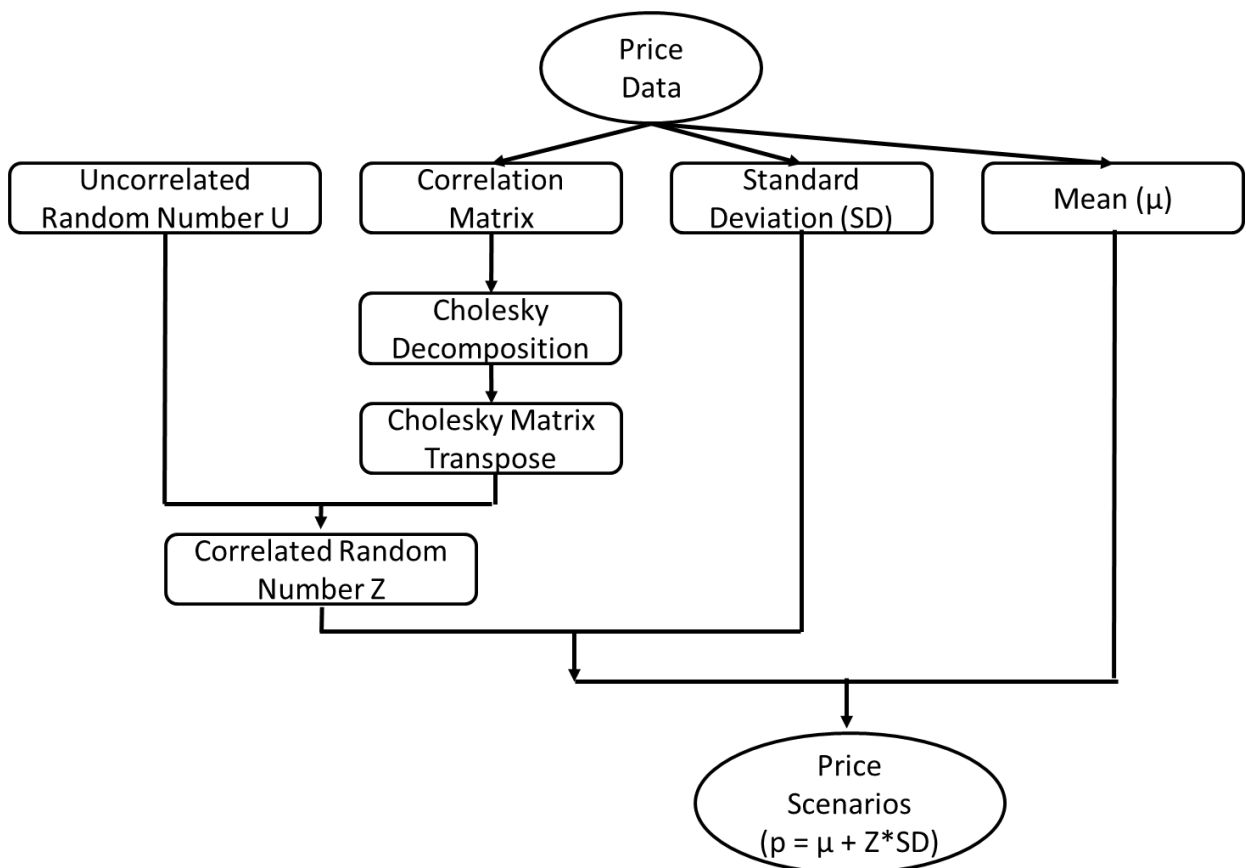 Price
Data
Uncorrelated
Random Number U
Correlation
Matrix
Standard
Deviation (SD)
Mean (μ)
Cholesky
Decomposition
Cholesky Matrix
Transpose
Correlated Random
Number Z
Price
Scenarios
(p = μ + Z*SD)